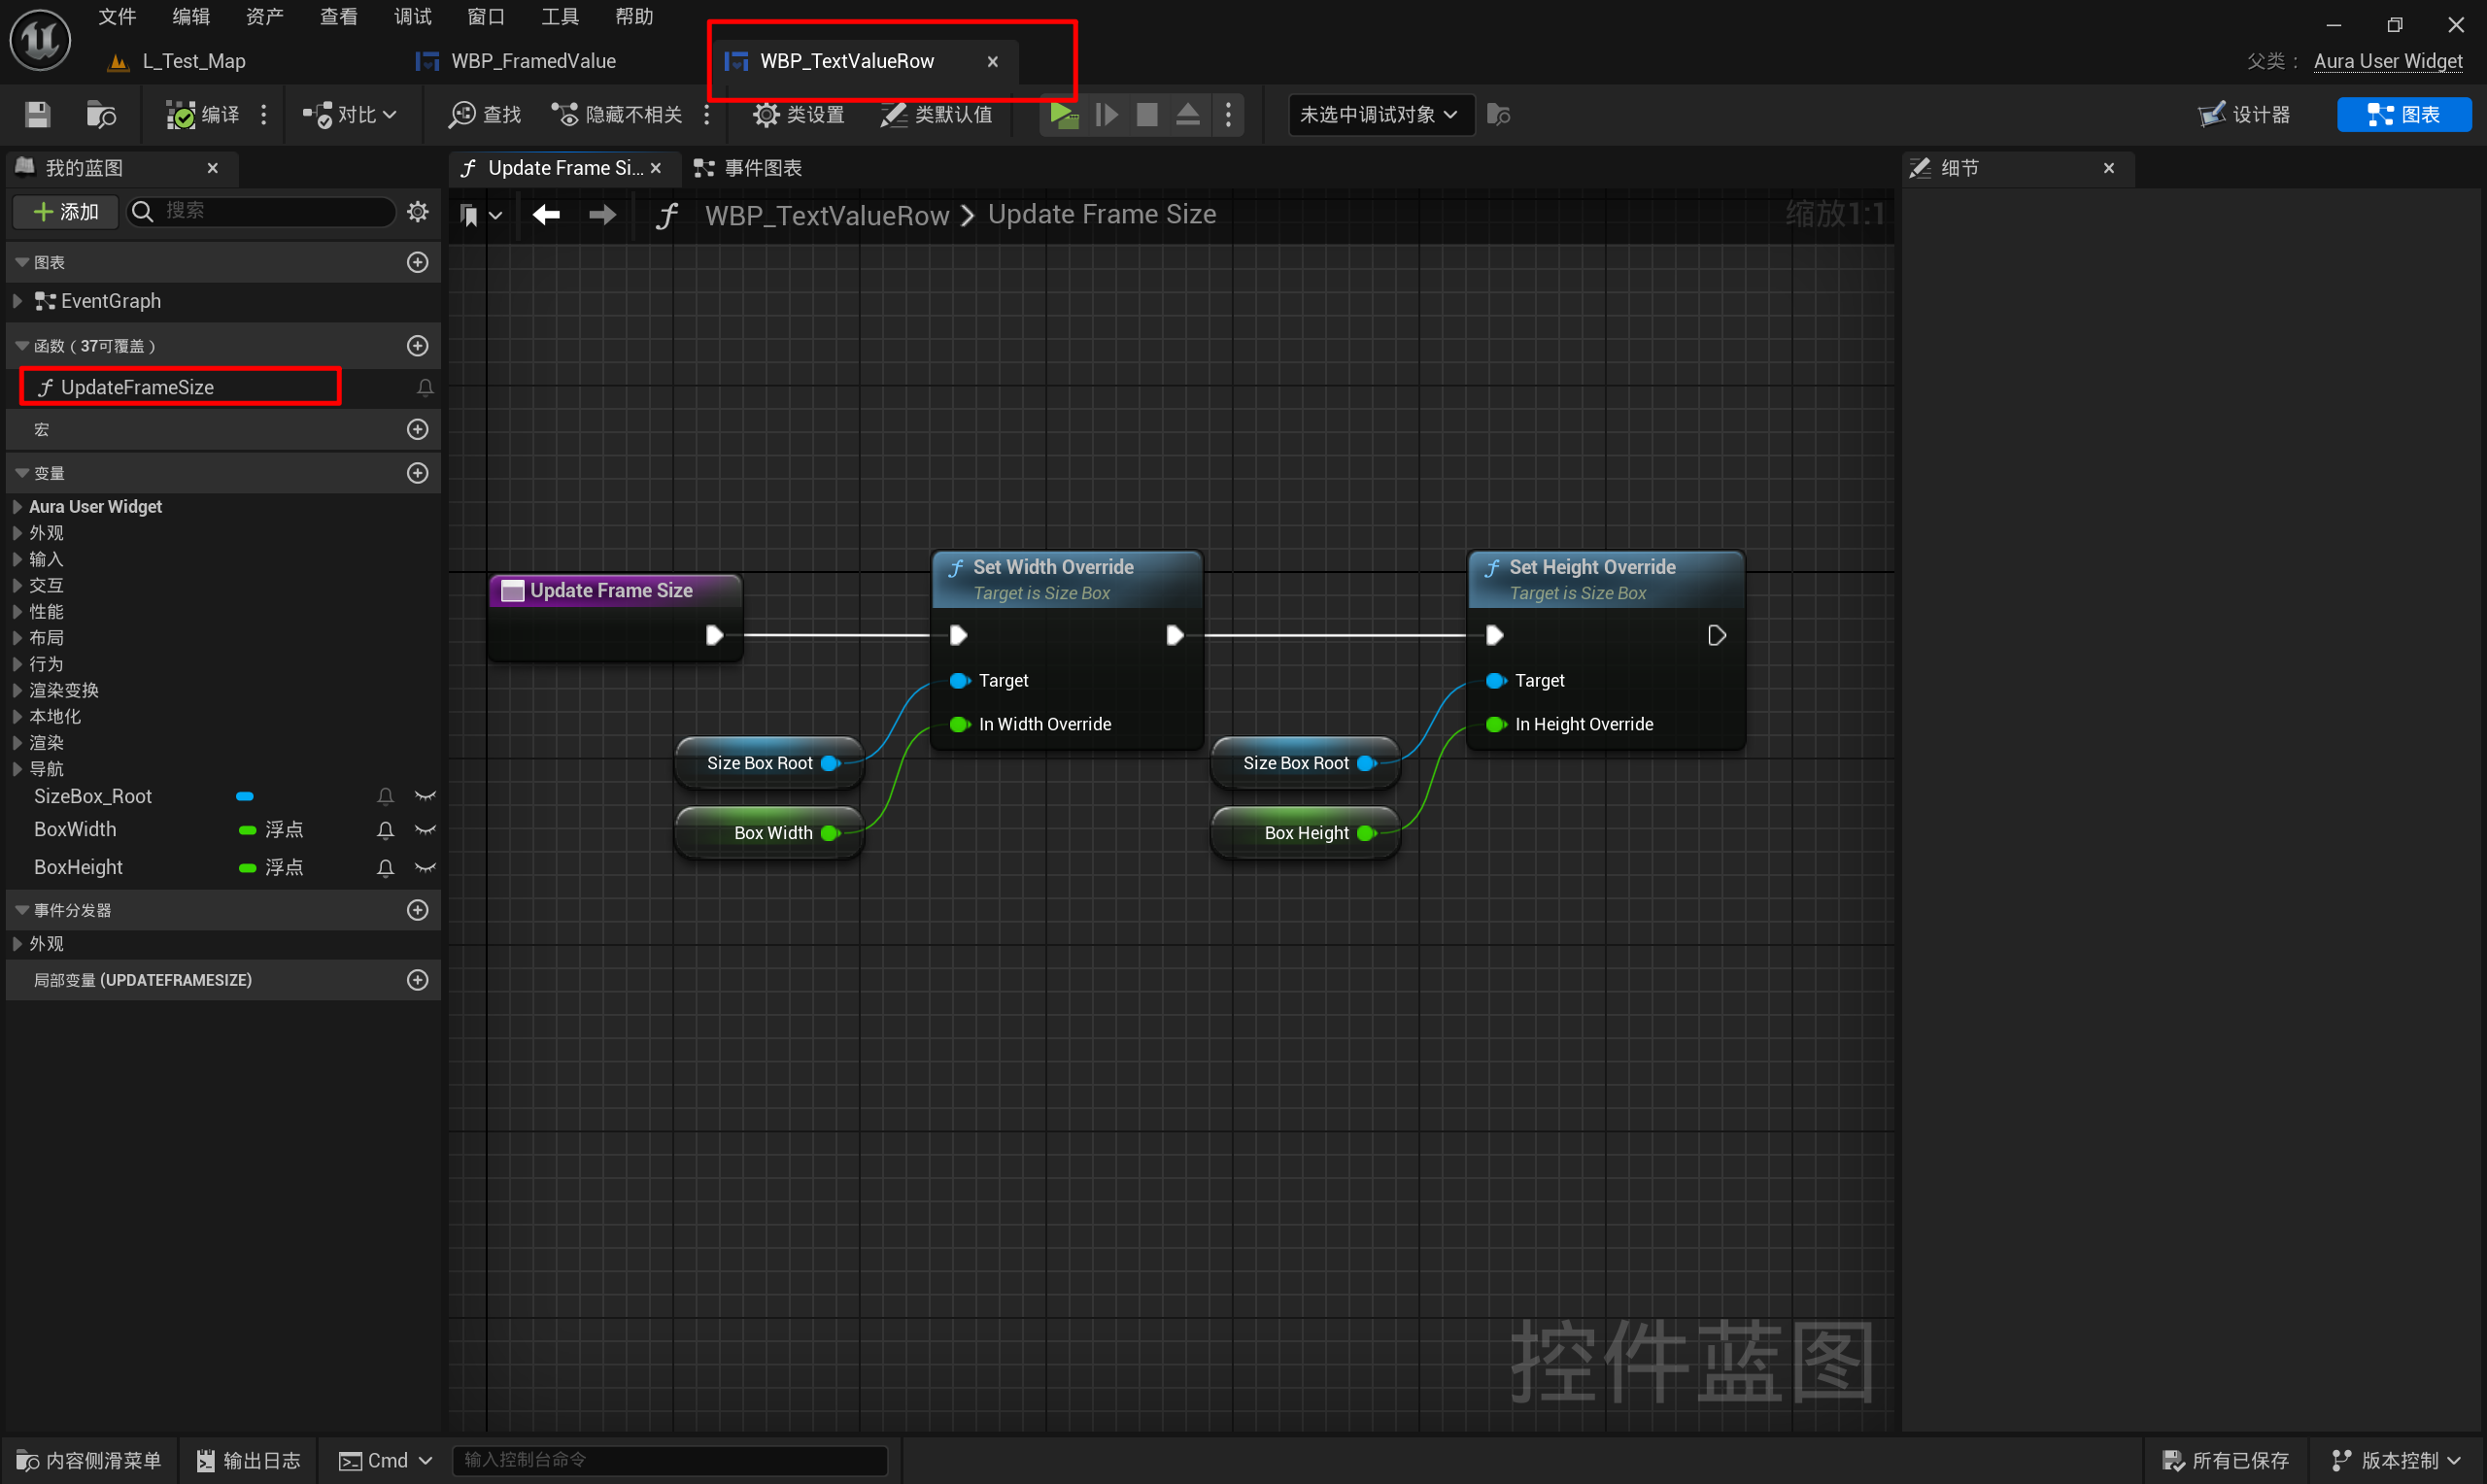 文件 编辑 资产 查看 调试 窗口 工具 帮助
L_Test_Map WBP_FramedValue WBP_TextValueRow
父类： Aura User Widget
编译 对比 查找 隐藏不相关 类设置 类默认值 未选中调试对象 设计器 图表
我的蓝图
添加 搜索
图表
EventGraph
函数（37可覆盖）
UpdateFrameSize
宏
变量
Aura User Widget
外观
输入
交互
性能
布局
行为
渲染变换
本地化
渲染
导航
SizeBox_Root
BoxWidth 浮点
BoxHeight 浮点
事件分发器
外观
局部变量 (UPDATEFRAMESIZE)
Update Frame Si... 事件图表
WBP_TextValueRow > Update Frame Size
缩放1:1
Update Frame Size
Set Width Override
Target is Size Box
Target
In Width Override
Size Box Root
Box Width
Set Height Override
Target is Size Box
Target
In Height Override
Size Box Root
Box Height
控件蓝图
细节
内容侧滑菜单 输出日志 Cmd 输入控制台命令 所有已保存 版本控制